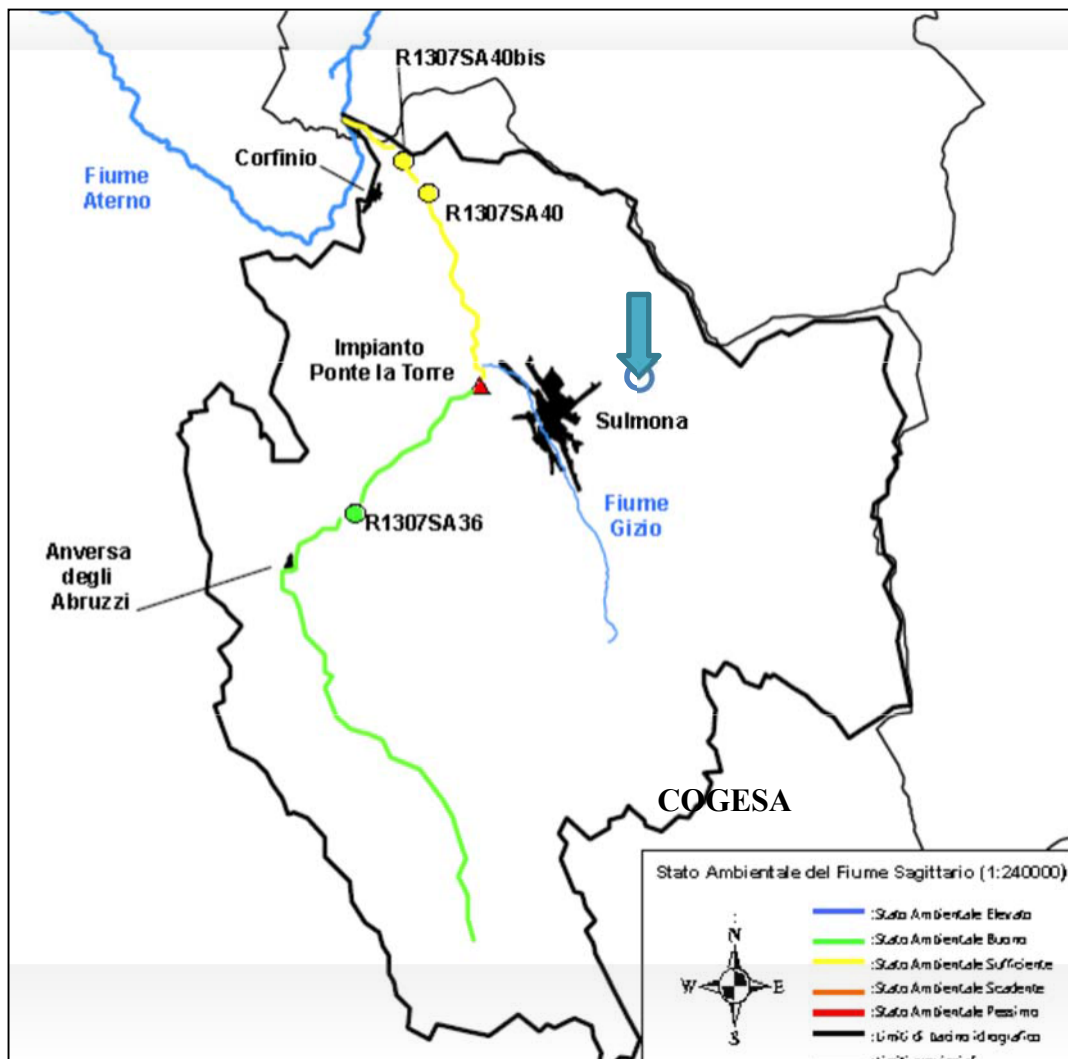 R1307SA40bis
Corfinio
Fiume
Aterno
R1307SA40
Impianto
Ponte la Torre
Sulmona
Fiume
Gizio
R1307SA36
Anversa
degli
Abruzzi
COGESA
Stato Ambientale del Fiume Sagittario (1:240000)
N
W
E
S
:Stato Ambientale Elevato
:Stato Ambientale Buono
:Stato Ambientale Sufficiente
:Stato Ambientale Scadente
:Stato Ambientale Pessimo
:Limiti di bacino idrografico